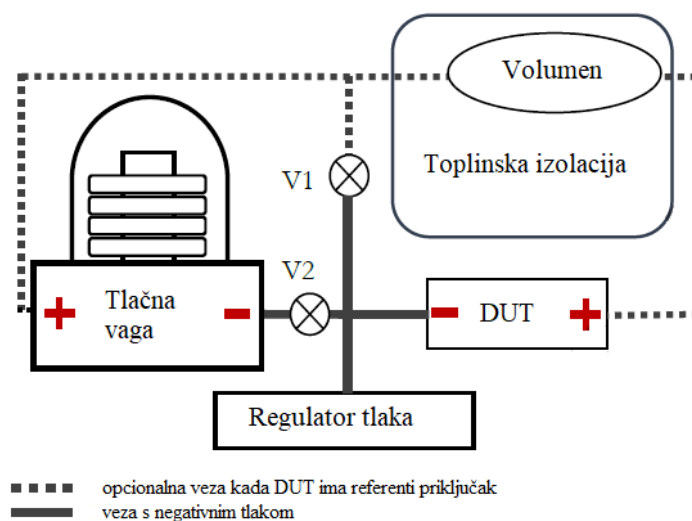 Volumen
Toplinska izolacija
V1
V2
Tlačna
vaga
+
-
-
DUT
+
Regulator tlaka
opcionalna veza kada DUT ima referenti priključak
veza s negativnim tlakom